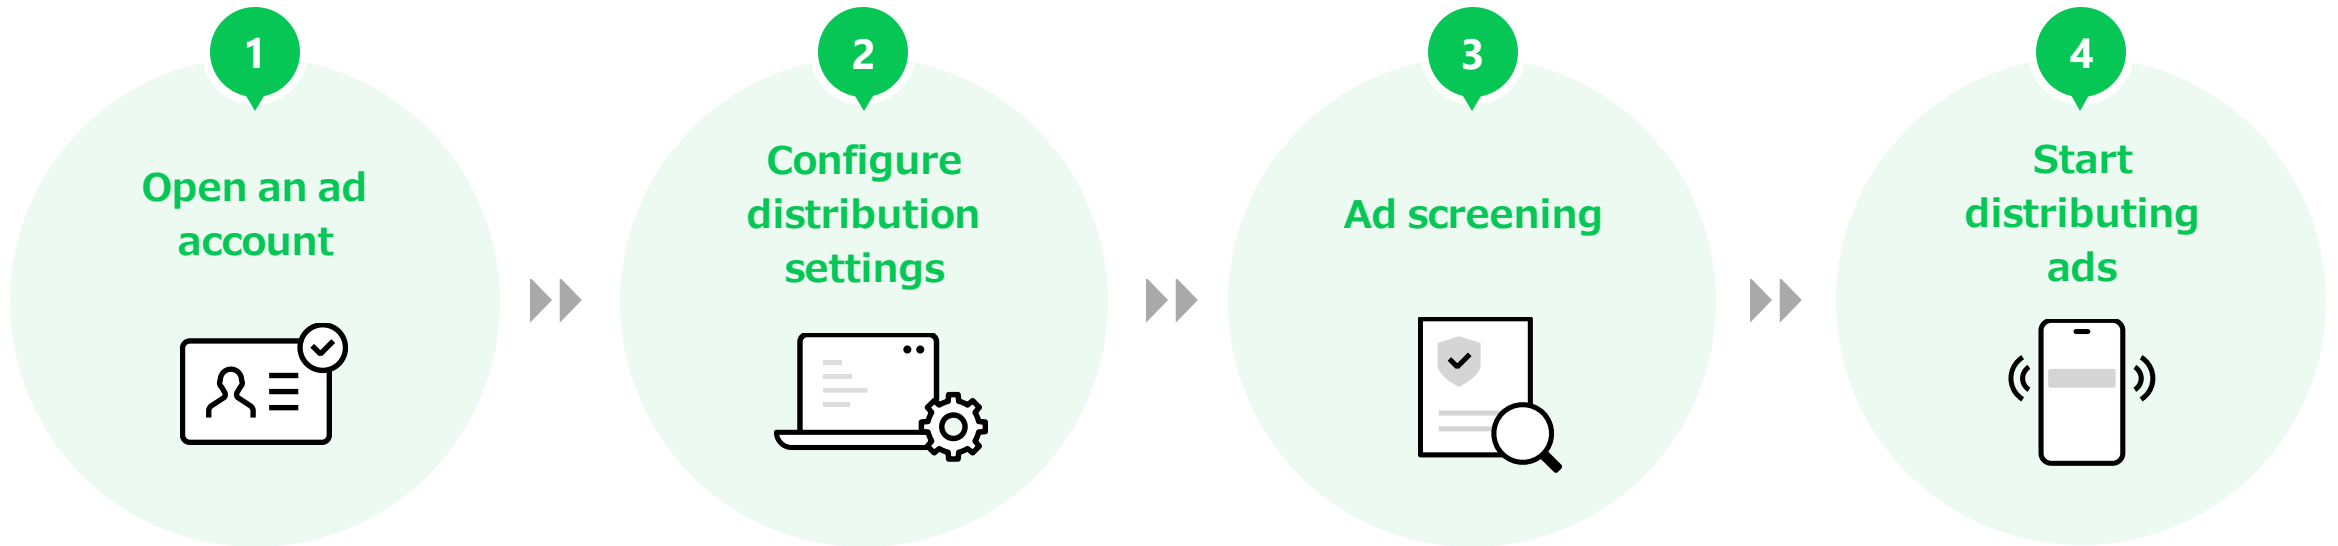 1
Open an ad
account
2
Configure
distribution
settings
3
Ad screening
4
Start
distributing
ads